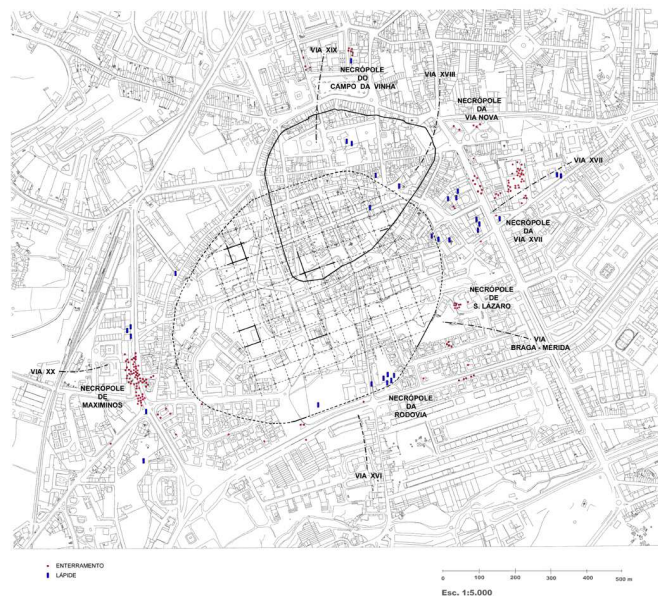 VIA XIX
NECRÓPOLE
DO
CAMPO DA VINHA
VIA XVIII
NECRÓPOLE
DA
VIA NOVA
VIA XVII
NECRÓPOLE
DA
VIA XVII
NECRÓPOLE
DE
S. LÁZARO
VIA
BRAGA - MÉRIDA
VIA XX
NECRÓPOLE
DE
MAXIMINOS
NECRÓPOLE
DA
RODOVIA
VIA XVI
ENTERRAMENTO
LÁPIDE
0 100 200 300 400 500 m
Esc. 1:5.000